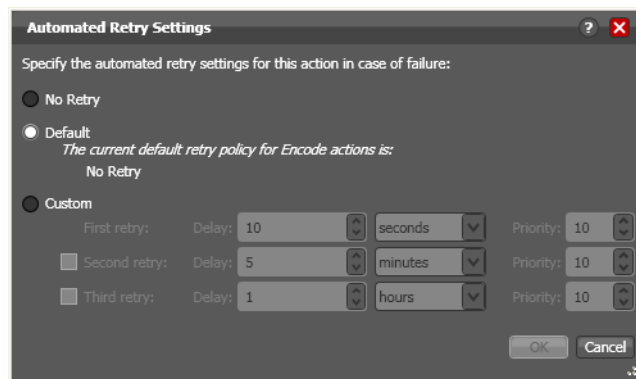 Automated Retry Settings ?
Specify the automated retry settings for this action in case of failure:
No Retry
Default
The current default retry policy for Encode actions is:
No Retry
Custom
First retry: Delay: 10 seconds Priority: 10
Second retry: Delay: 5 minutes Priority: 10
Third retry: Delay: 1 hours Priority: 10
OK Cancel